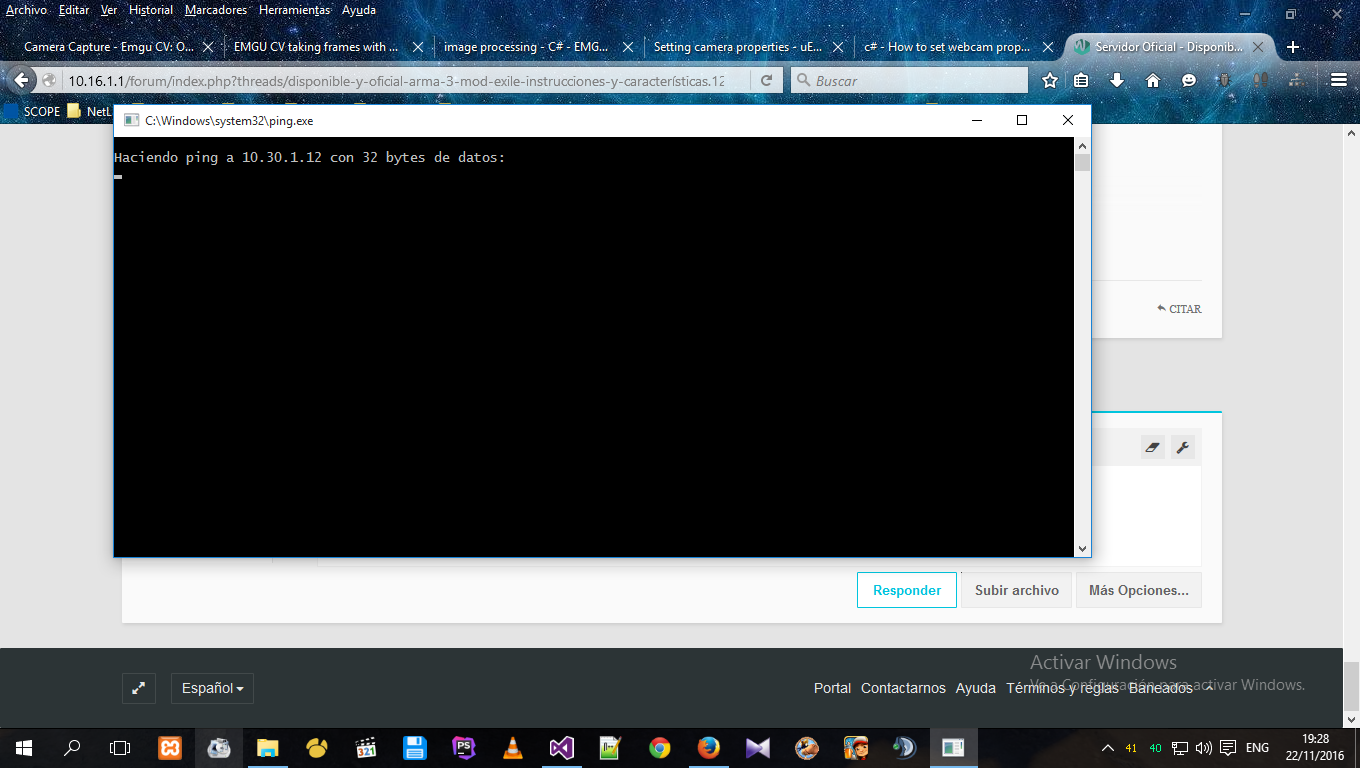 Archivo Editar Ver Historial Marcadores Herramientas Ayuda
Camera Capture - Emgu CV: O... EMGU CV taking frames with ... image processing - C# - EMG... Setting camera properties - uE... c# - How to set webcam prop... Servidor Oficial - Disponib...
10.16.1.1/forum/index.php?threads/disponible-y-oficial-arma-3-mod-exile-instrucciones-y-características.12 Buscar
SCOPE NetL
C:\Windows\system32\ping.exe
Haciendo ping a 10.30.1.12 con 32 bytes de datos:
CITAR
Responder Subir archivo Más Opciones...
Activar Windows
Ve a Configuración para activar Windows.
Español Portal Contactarnos Ayuda Términos y reglas Baneados
321 PS 41 40 ENG 19:28
22/11/2016